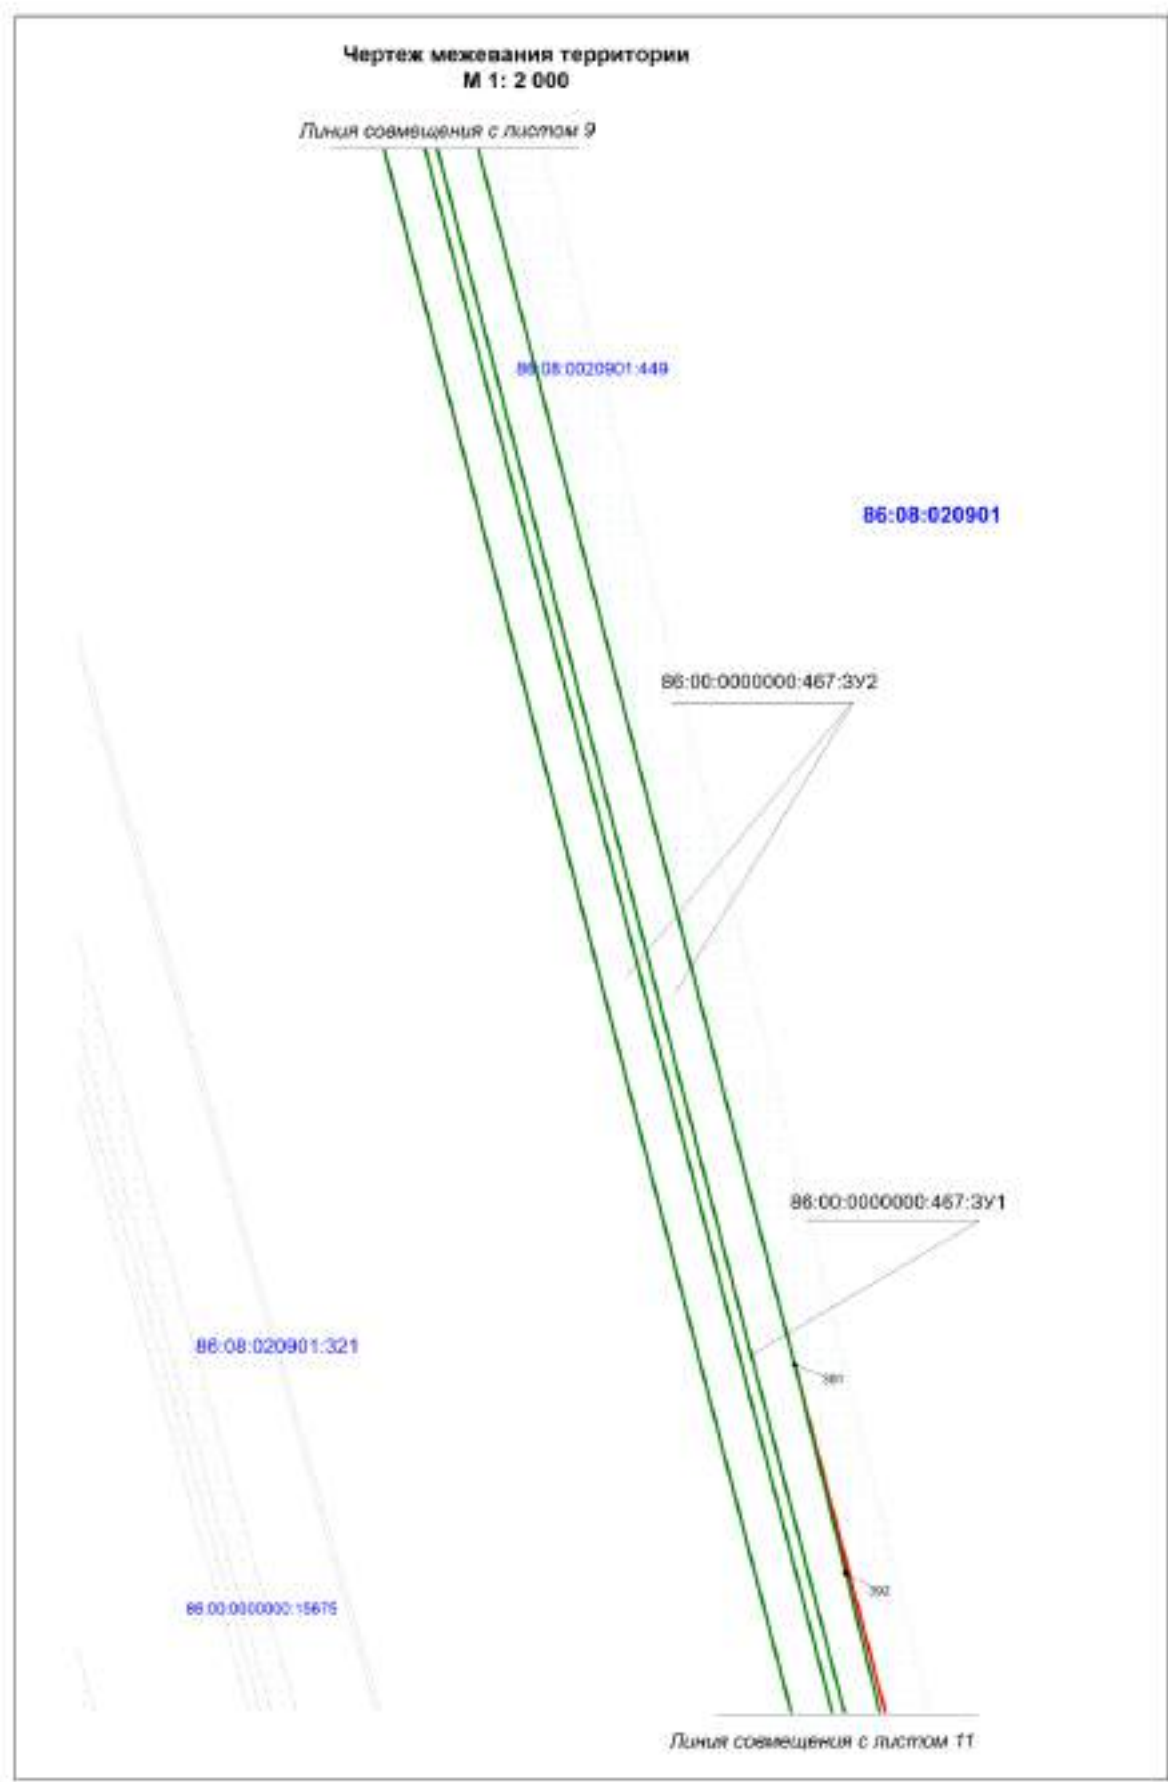 Чертеж межевания территории
М 1: 2 000
Линия совмещения с листом 9
86:08:0020901:449
86:08:020901
86:00:0000000:467:ЗУ2
86:00:0000000:467:ЗУ1
86:08:020901:321
392
86:00:0000000:15675
Линия совмещения с листом 11